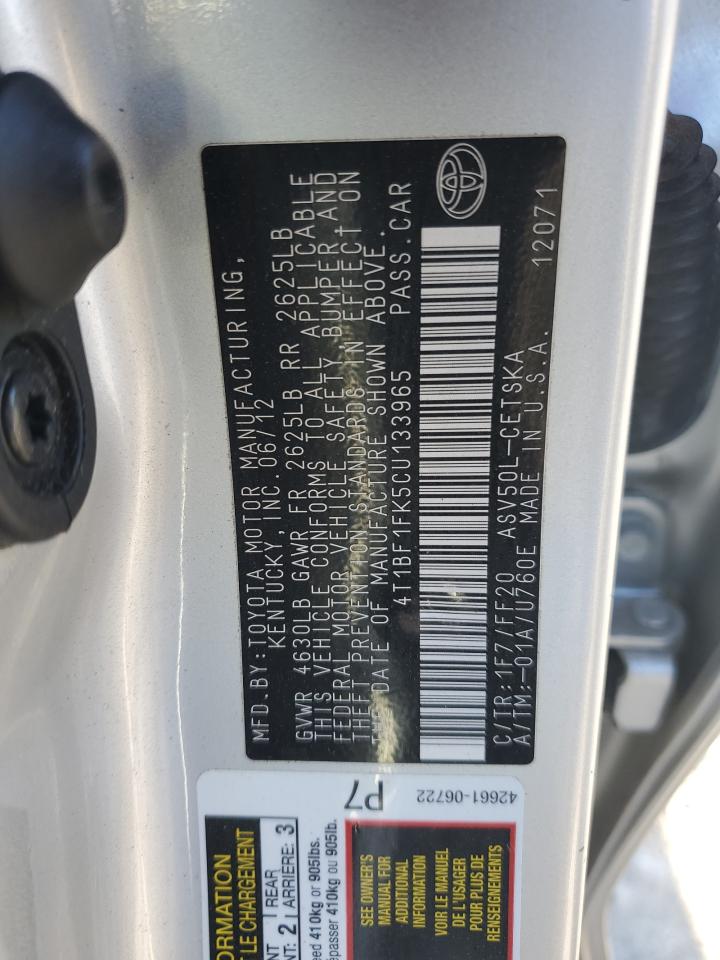 MFD.BY:TOYOTA MOTOR MANUFACTURING,
KENTUCKY, INC. 06/12
GVWR 4630LB GAWR FR 2625LB RR 2625LB
THIS VEHICLE CONFORMS TO ALL APPLICABLE
FEDERAL MOTOR VEHICLE SAFETY BUMPER AND
THEFT PREVENTION STANDARDS IN EFFECT ON
THE DATE OF MANUFACTURE SHOWN ABOVE.
4T1BF1FK5CU133965 PASS.CAR
C/TR:1F7/FF20 ASV50L-CETSKA
A/TM:-01A/U760E MADE IN U.S.A. 12071
P7
42661-06722
ORMATION
T LE CHARGEMENT
NT
NT: 2
REAR
ARRIÈRE: 3
eed 410kg or 905lbs.
épasser 410kg ou 905lb.
SEE OWNER'S
MANUAL FOR
ADDITIONAL
INFORMATION
VOIR LE MANUEL
DE L'USAGER
POUR PLUS DE
RENSEIGNEMENTS